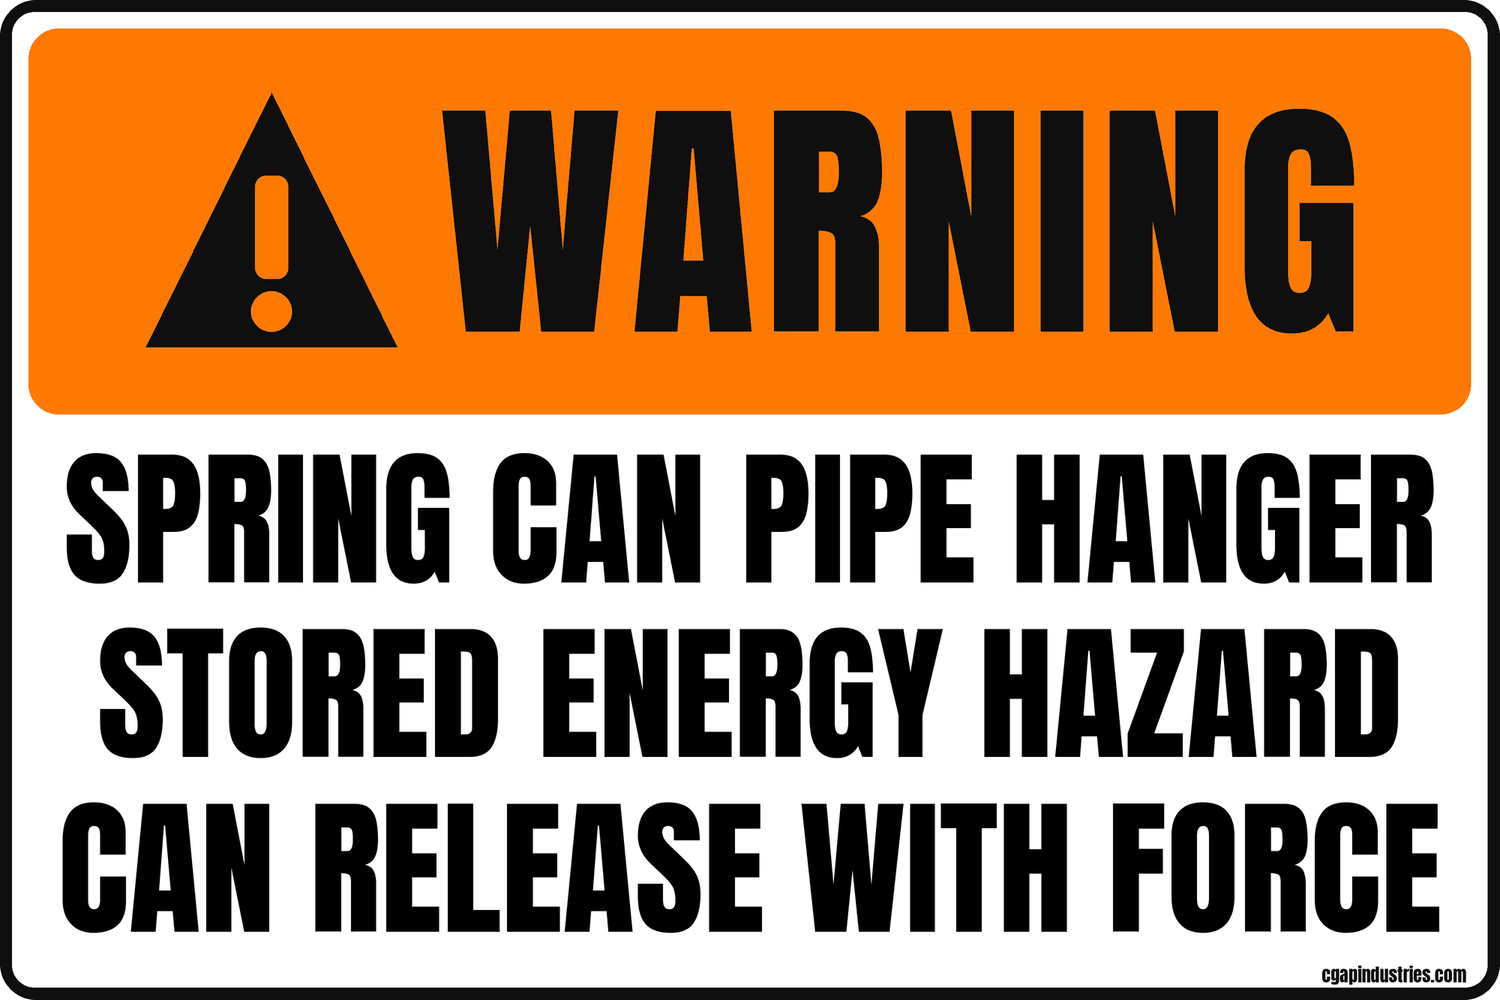 WARNING
SPRING CAN PIPE HANGER
STORED ENERGY HAZARD
CAN RELEASE WITH FORCE
cgapindustries.com